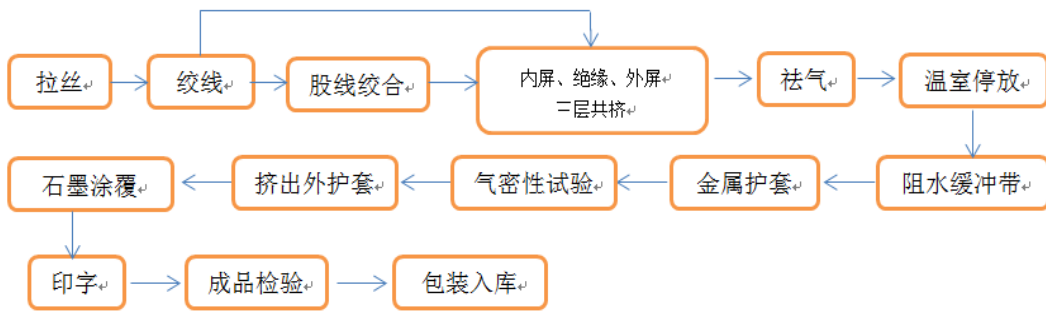 拉丝
绞线
股线绞合
内屏、绝缘、外屏
三层共挤
祛气
温室停放
阻水缓冲带
金属护套
气密性试验
挤出外护套
石墨涂覆
印字
成品检验
包装入库